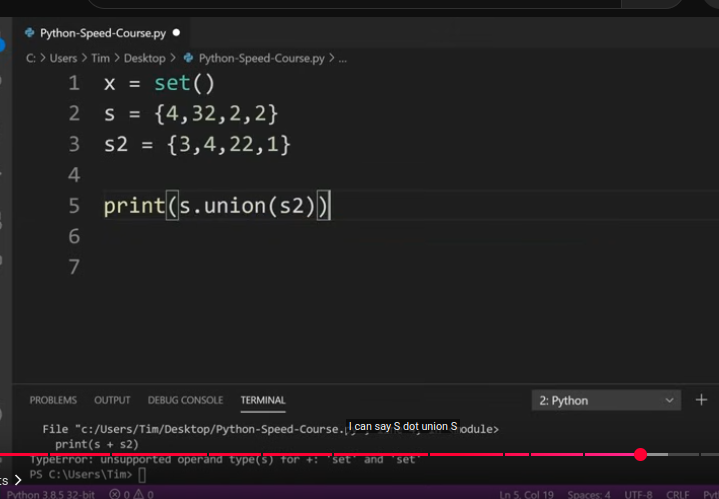 Python-Speed-Course.py
C: > Users > Tim > Desktop > Python-Speed-Course.py > ...
1 x = set()
2 s = {4,32,2,2}
3 s2 = {3,4,22,1}
4
5 print(s.union(s2))
6
7
PROBLEMS OUTPUT DEBUG CONSOLE TERMINAL 2: Python
File "c:/Users/Tim/Desktop/Python-Speed-Course.
I can say S dot union S
print(s + s2)
TypeError: unsupported operand type(s) for +: 'set' and 'set'
PS C:\Users\Tim>
Python 3.8.5 32-bit 0 0 Ln 5, Col 19 Spaces: 4 UTF-8 CRLF